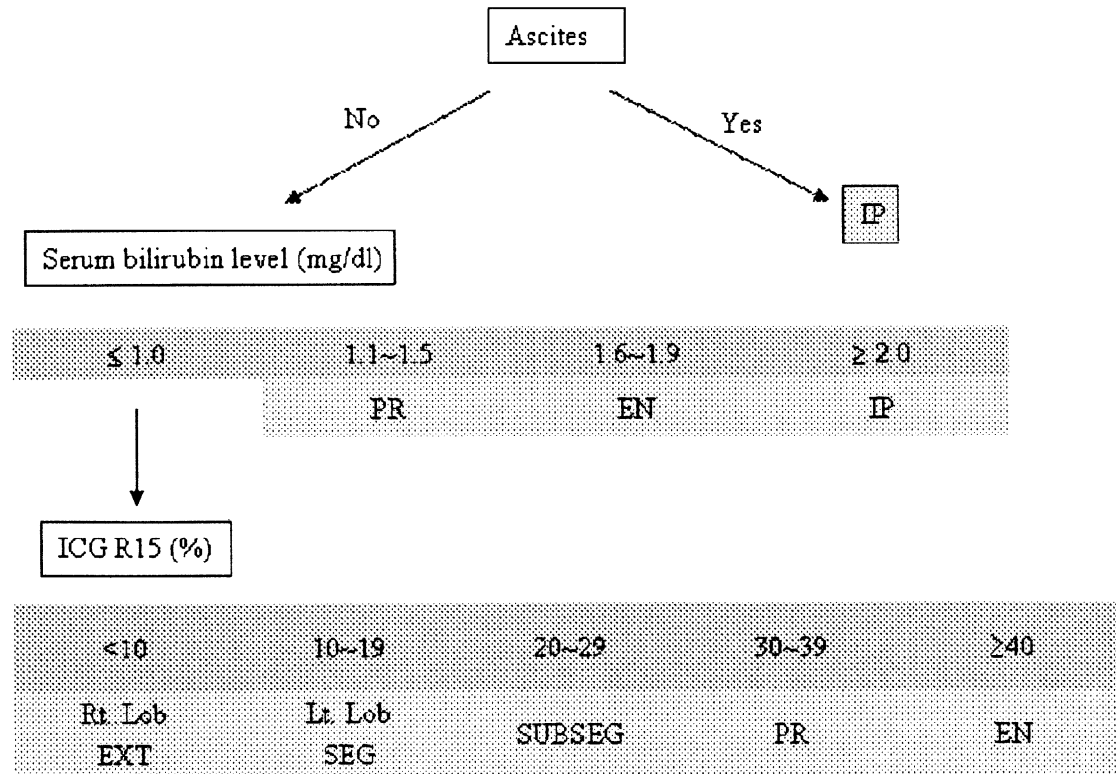 Ascites
No
Yes
IP
Serum bilirubin level (mg/dl)
≤ 1.0 1.1~1.5 1.6~1.9 ≥ 2.0
PR EN IP
ICG R15 (%)
<10 10~19 20~29 30~39 ≥40
Rt. Lob Lt. Lob
EXT SEG SUBSEG PR EN